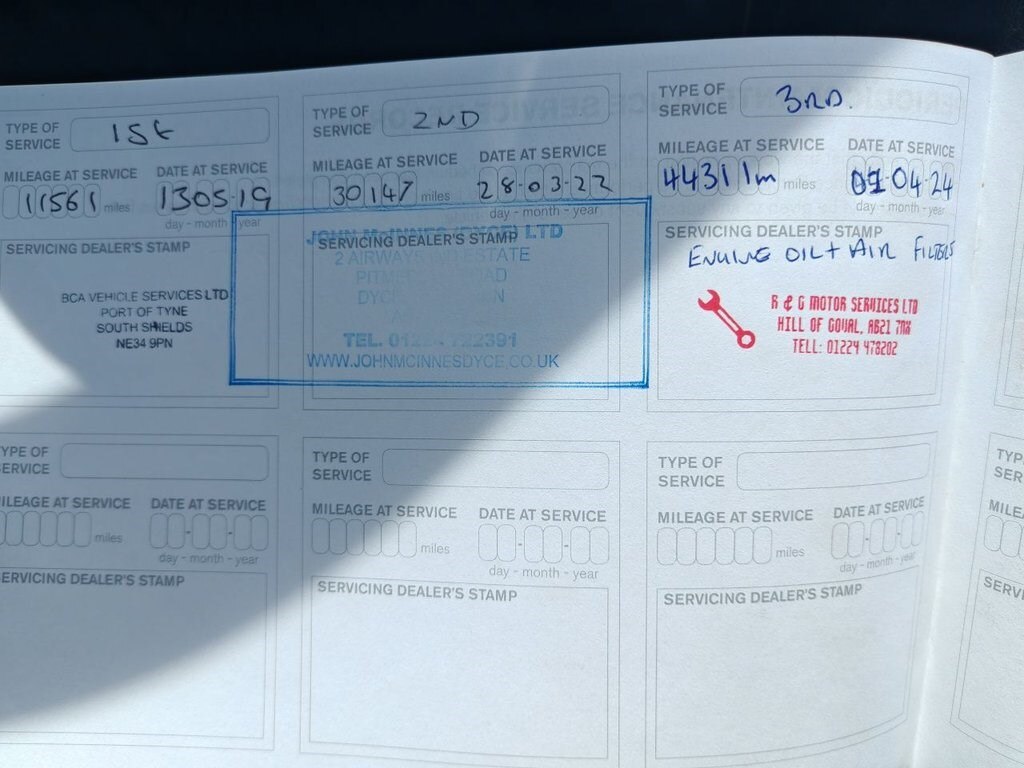 TYPE OF SERVICE 1St
MILEAGE AT SERVICE DATE AT SERVICE
11561 miles 13 05 19
day - month - year
SERVICING DEALER'S STAMP
BCA VEHICLE SERVICES LTD
PORT OF TYNE
SOUTH SHIELDS
NE34 9PN
TYPE OF SERVICE 2ND
MILEAGE AT SERVICE DATE AT SERVICE
30147 miles 28-03-22
day - month - year
SERVICING DEALER'S STAMP
JOHN McINNES (DYCE) LTD
2 AIRWAYS IND ESTATE
DYCE
TEL. 01224 722391
WWW.JOHNMCINNESDYCE.CO.UK
TYPE OF SERVICE 3RD.
MILEAGE AT SERVICE DATE AT SERVICE
44311m miles 01-04-24
day - month - year
SERVICING DEALER'S STAMP
ENGINE OIL + AIR FILTERS
R & G MOTOR SERVICES LTD
HILL OF GOVAL, AB21 7NX
TELL: 01224 478202
TYPE OF SERVICE
MILEAGE AT SERVICE DATE AT SERVICE
miles
day - month - year
SERVICING DEALER'S STAMP
TYPE OF SERVICE
MILEAGE AT SERVICE DATE AT SERVICE
miles
day - month - year
SERVICING DEALER'S STAMP
TYPE OF SERVICE
MILEAGE AT SERVICE DATE AT SERVICE
miles
day - month - year
SERVICING DEALER'S STAMP